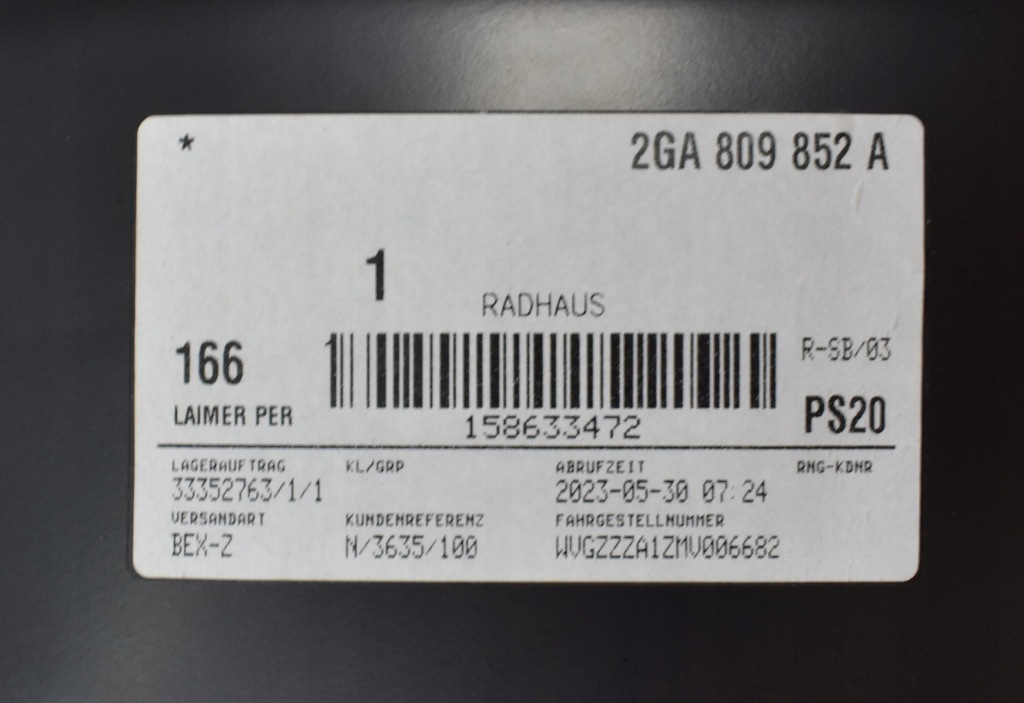 *
2GA 809 852 A
1
RADHAUS
166
1
R-SB/03
LAIMER PER
158633472
PS20
LAGERAUFTRAG KL/GRP ABRUFZEIT RNG-KDNR
33352763/1/1 2023-05-30 07:24
VERSANDART KUNDENREFERENZ FAHRGESTELLNUMMER
BEX-Z N/3635/100 WVGZZZA1ZMV006682